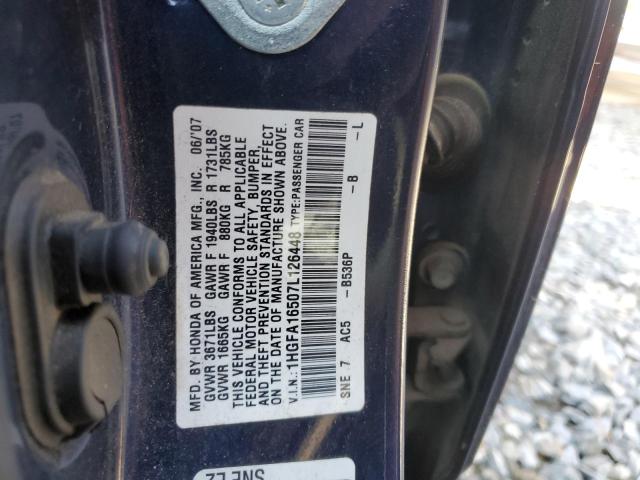 MFD. BY HONDA OF AMERICA MFG., INC. 06/'07
GVWR 3671LBS GAWR F 1940LBS R 1731LBS
GVWR 1665KG GAWR F 880KG R 785KG
THIS VEHICLE CONFORMS TO ALL APPLICABLE
FEDERAL MOTOR VEHICLE SAFETY, BUMPER,
AND THEFT PREVENTION STANDARDS IN EFFECT
ON THE DATE OF MANUFACTURE SHOWN ABOVE.
V.I.N.:1HGFA16507L126448 TYPE:PASSENGER CAR
SNE 7 AC5 -B536P -B -L